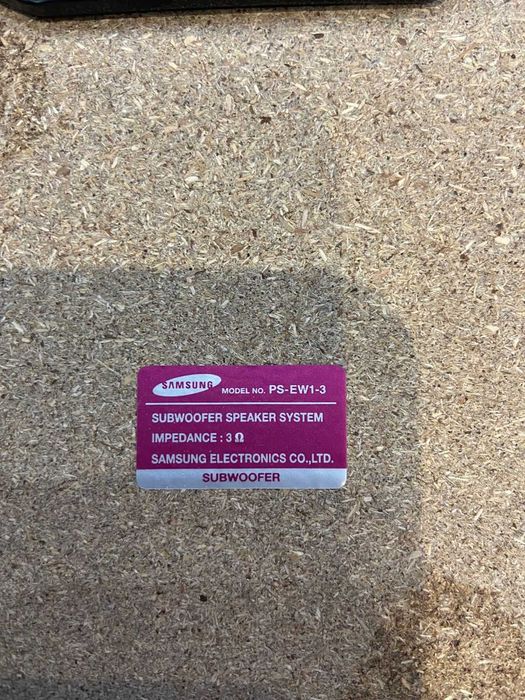 SAMSUNG MODEL NO. PS-EW1-3
SUBWOOFER SPEAKER SYSTEM
IMPEDANCE : 3 Ω
SAMSUNG ELECTRONICS CO.,LTD.
SUBWOOFER